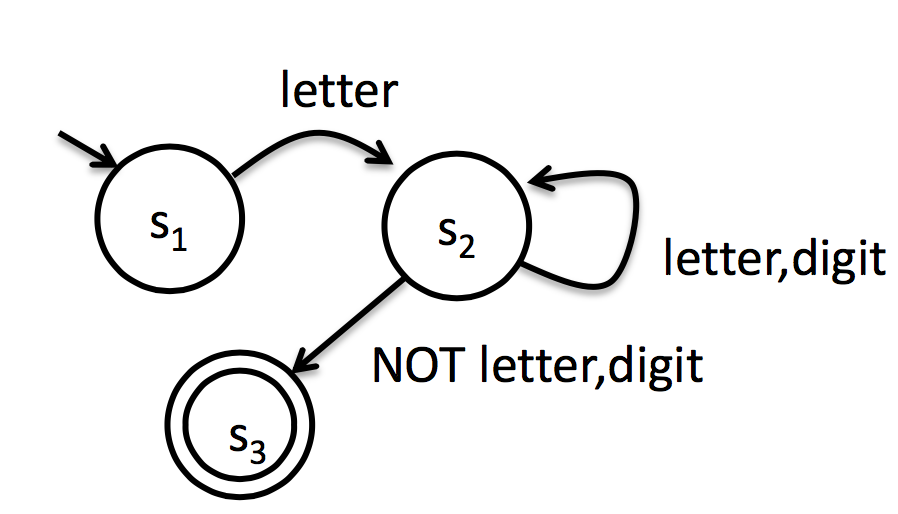 letter
s₁
s₂
letter,digit
NOT letter,digit
s₃